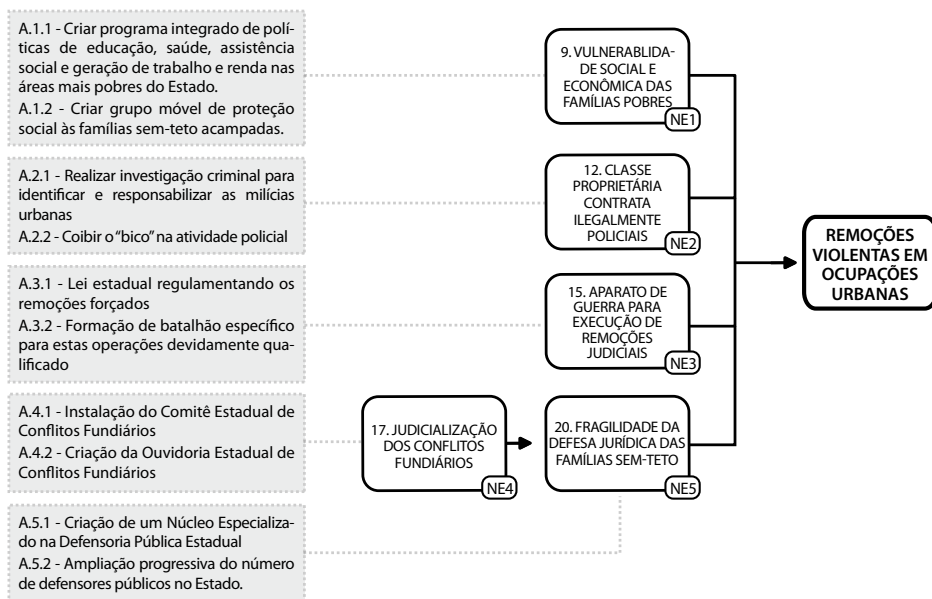 A.1.1 - Criar programa integrado de polí-
ticas de educação, saúde, assistência
social e geração de trabalho e renda nas
áreas mais pobres do Estado.
A.1.2 - Criar grupo móvel de proteção
social às famílias sem-teto acampadas.
9. VULNERABLIDA-
DE SOCIAL E
ECONÔMICA DAS
FAMÍLIAS POBRES
NE1
A.2.1 - Realizar investigação criminal para
identificar e responsabilizar as milícias
urbanas
A.2.2 - Coibir o "bico" na atividade policial
12. CLASSE
PROPRIETÁRIA
CONTRATA
ILEGALMENTE
POLICIAIS
NE2
REMOÇÕES
VIOLENTAS EM
OCUPAÇÕES
URBANAS
A.3.1 - Lei estadual regulamentando os
remoções forçados
A.3.2 - Formação de batalhão específico
para estas operações devidamente qua-
lificado
15. APARATO DE
GUERRA PARA
EXECUÇÃO DE
REMOÇÕES
JUDICIAIS
NE3
A.4.1 - Instalação do Comitê Estadual de
Conflitos Fundiários
A.4.2 - Criação da Ouvidoria Estadual de
Conflitos Fundiários
17. JUDICIALIZAÇÃO
DOS CONFLITOS
FUNDIÁRIOS
NE4
20. FRAGILIDADE DA
DEFESA JURÍDICA DAS
FAMÍLIAS SEM-TETO
NE5
A.5.1 - Criação de um Núcleo Especializa-
do na Defensoria Pública Estadual
A.5.2 - Ampliação progressiva do número
de defensores públicos no Estado.